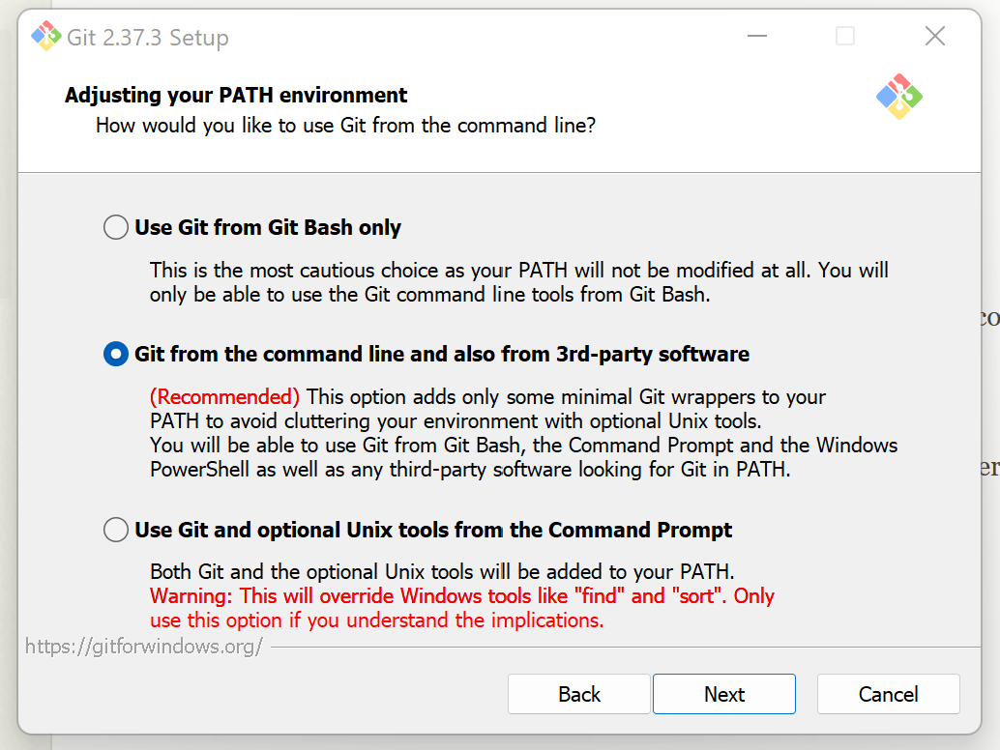 Git 2.37.3 Setup
Adjusting your PATH environment
How would you like to use Git from the command line?
Use Git from Git Bash only
This is the most cautious choice as your PATH will not be modified at all. You will
only be able to use the Git command line tools from Git Bash.
Git from the command line and also from 3rd-party software
(Recommended) This option adds only some minimal Git wrappers to your
PATH to avoid cluttering your environment with optional Unix tools.
You will be able to use Git from Git Bash, the Command Prompt and the Windows
PowerShell as well as any third-party software looking for Git in PATH.
Use Git and optional Unix tools from the Command Prompt
Both Git and the optional Unix tools will be added to your PATH.
Warning: This will override Windows tools like "find" and "sort". Only
use this option if you understand the implications.
https://gitforwindows.org/
Back Next Cancel